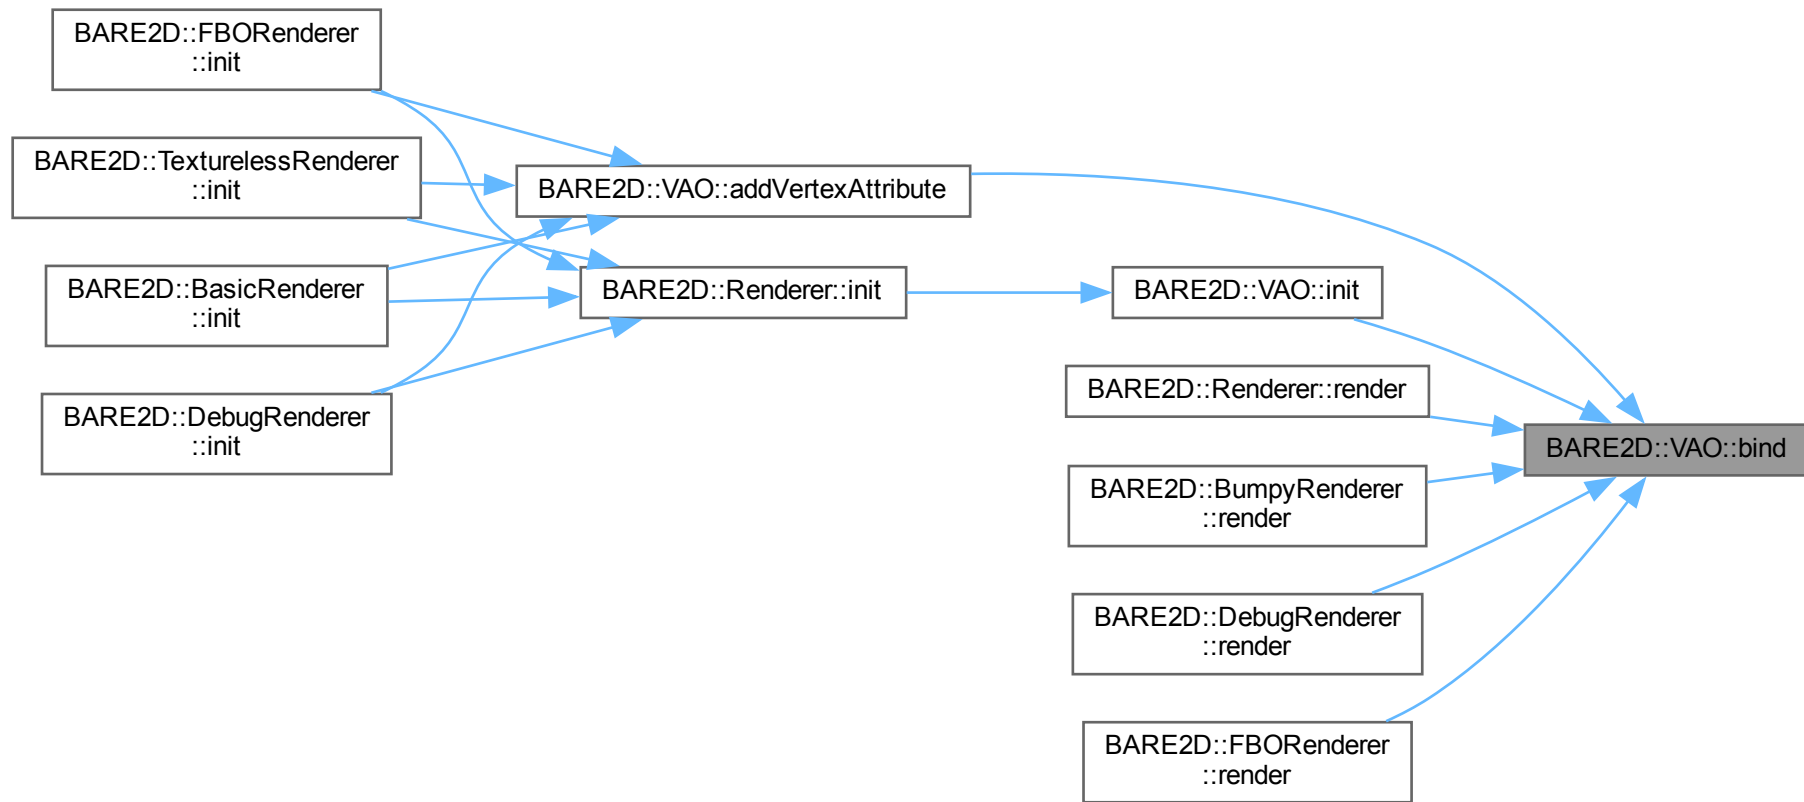 BARE2D::FBORenderer
::init
BARE2D::TexturelessRenderer
::init
BARE2D::BasicRenderer
::init
BARE2D::DebugRenderer
::init
BARE2D::VAO::addVertexAttribute
BARE2D::Renderer::init
BARE2D::VAO::init
BARE2D::Renderer::render
BARE2D::BumpyRenderer
::render
BARE2D::DebugRenderer
::render
BARE2D::FBORenderer
::render
BARE2D::VAO::bind